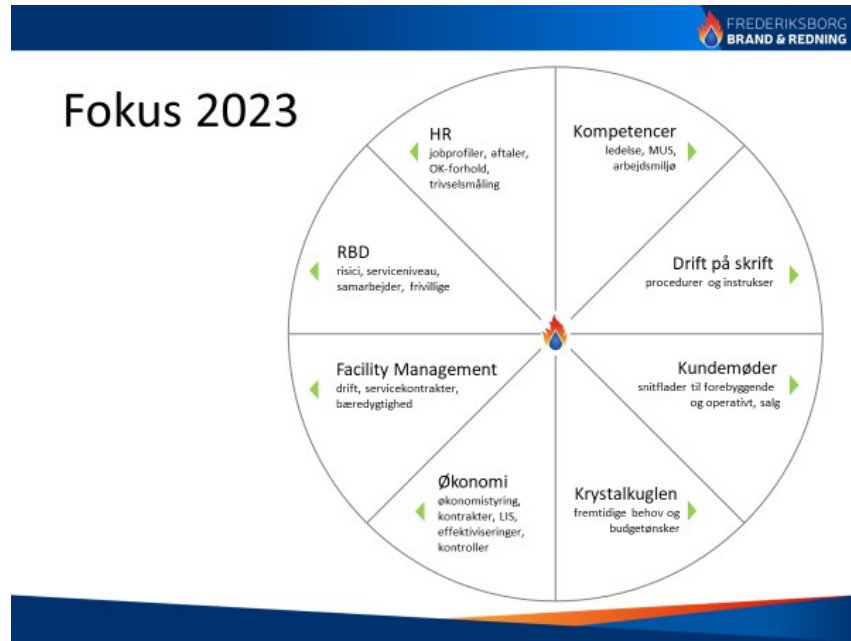 FREDERIKSBORG
BRAND & REDNING
Fokus 2023
HR
jobprofiler, aftaler,
OK-forhold,
trivselsmåling
Kompetencer
ledelse, MUS,
arbejdsmiljø
RBD
risici, serviceniveau,
samarbejder, frivillige
Drift på skrift
procedurer og instrukser
Facility Management
drift, servicekontrakter,
bæredygtighed
Kundemøder
snitflader til forebyggende
og operativt, salg
Økonomi
økonomistyring,
kontrakter, LIS,
effektiviseringer,
kontroller
Krystalkuglen
fremtidige behov og
budgetønsker